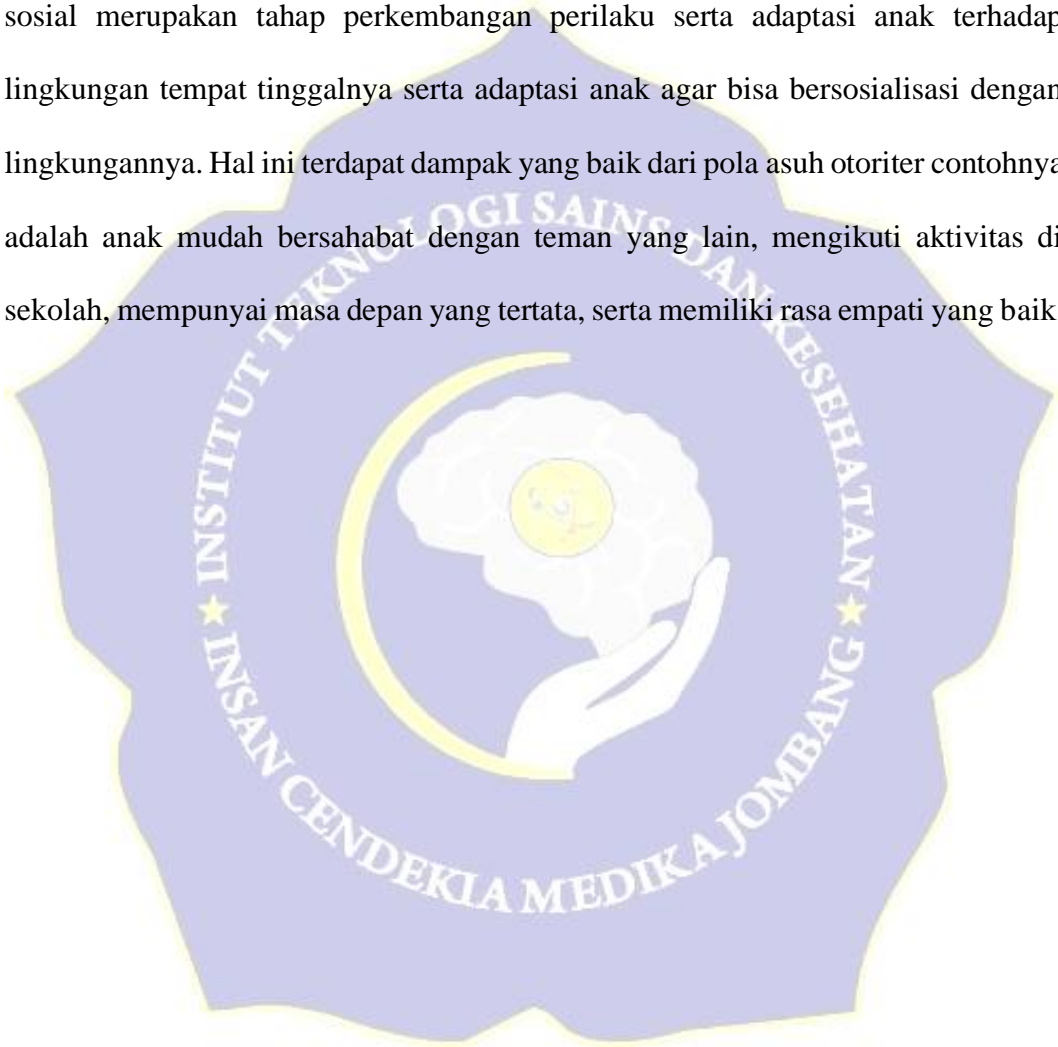 sosial merupakan tahap perkembangan perilaku serta adaptasi anak terhadap
lingkungan tempat tinggalnya serta adaptasi anak agar bisa bersosialisasi dengan
lingkungannya. Hal ini terdapat dampak yang baik dari pola asuh otoriter contohnya
adalah anak mudah bersahabat dengan teman yang lain, mengikuti aktivitas di
sekolah, mempunyai masa depan yang tertata, serta memiliki rasa empati yang baik
INSTITUT TEKNOLOGI SAINS DAN KESEHATAN
INSAN CENDEKIA MEDIKA JOMBANG